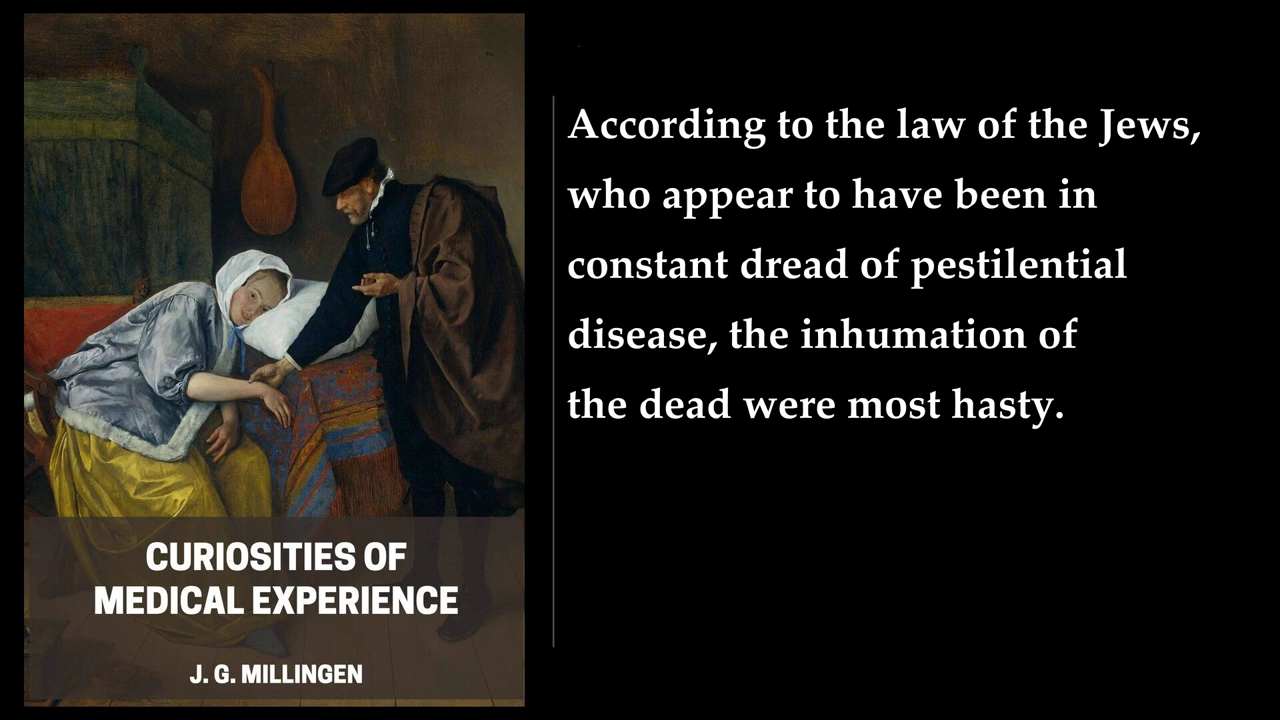 CURIOSITIES OF
MEDICAL EXPERIENCE
J. G. MILLINGEN
According to the law of the Jews,
who appear to have been in
constant dread of pestilential
disease, the inhumation of
the dead were most hasty.